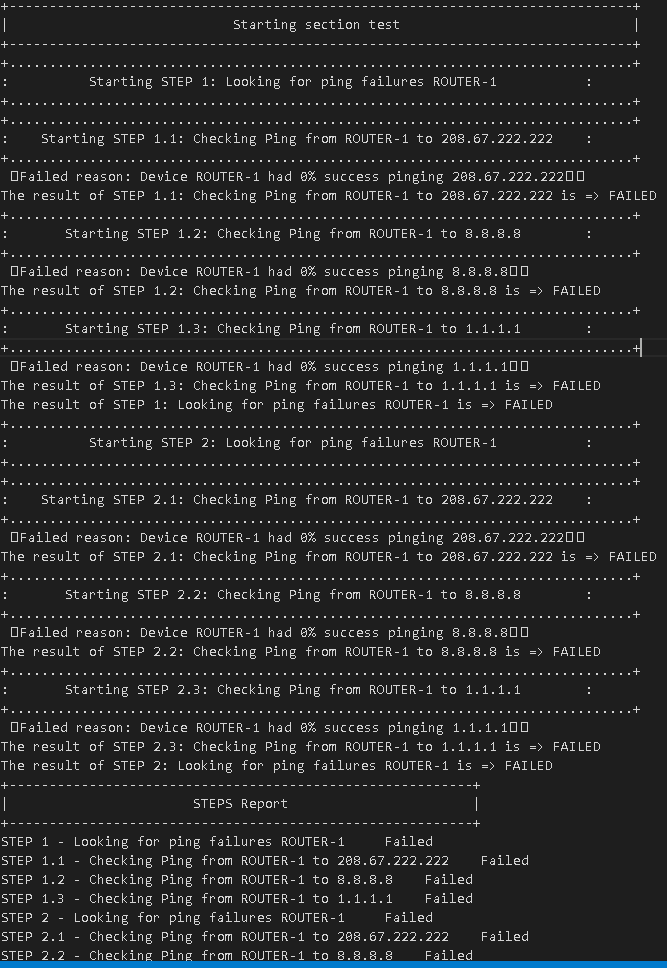 +------------------------------------------------------------------------------+
|                            Starting section test                             |
+------------------------------------------------------------------------------+
+..............................................................................+
:          Starting STEP 1: Looking for ping failures ROUTER-1           :
+..............................................................................+
+..............................................................................+
:    Starting STEP 1.1: Checking Ping from ROUTER-1 to 208.67.222.222    :
+..............................................................................+
□Failed reason: Device ROUTER-1 had 0% success pinging 208.67.222.222□□
The result of STEP 1.1: Checking Ping from ROUTER-1 to 208.67.222.222 is => FAILED
+..............................................................................+
:       Starting STEP 1.2: Checking Ping from ROUTER-1 to 8.8.8.8        :
+..............................................................................+
□Failed reason: Device ROUTER-1 had 0% success pinging 8.8.8.8□□
The result of STEP 1.2: Checking Ping from ROUTER-1 to 8.8.8.8 is => FAILED
+..............................................................................+
:       Starting STEP 1.3: Checking Ping from ROUTER-1 to 1.1.1.1        :
+..............................................................................+
□Failed reason: Device ROUTER-1 had 0% success pinging 1.1.1.1□□
The result of STEP 1.3: Checking Ping from ROUTER-1 to 1.1.1.1 is => FAILED
The result of STEP 1: Looking for ping failures ROUTER-1 is => FAILED
+..............................................................................+
:          Starting STEP 2: Looking for ping failures ROUTER-1           :
+..............................................................................+
+..............................................................................+
:    Starting STEP 2.1: Checking Ping from ROUTER-1 to 208.67.222.222    :
+..............................................................................+
□Failed reason: Device ROUTER-1 had 0% success pinging 208.67.222.222□□
The result of STEP 2.1: Checking Ping from ROUTER-1 to 208.67.222.222 is => FAILED
+..............................................................................+
:       Starting STEP 2.2: Checking Ping from ROUTER-1 to 8.8.8.8        :
+..............................................................................+
□Failed reason: Device ROUTER-1 had 0% success pinging 8.8.8.8□□
The result of STEP 2.2: Checking Ping from ROUTER-1 to 8.8.8.8 is => FAILED
+..............................................................................+
:       Starting STEP 2.3: Checking Ping from ROUTER-1 to 1.1.1.1        :
+..............................................................................+
□Failed reason: Device ROUTER-1 had 0% success pinging 1.1.1.1□□
The result of STEP 2.3: Checking Ping from ROUTER-1 to 1.1.1.1 is => FAILED
The result of STEP 2: Looking for ping failures ROUTER-1 is => FAILED
+----------------------------------------------------------+
|                       STEPS Report                       |
+----------------------------------------------------------+
STEP 1 - Looking for ping failures ROUTER-1     Failed
STEP 1.1 - Checking Ping from ROUTER-1 to 208.67.222.222    Failed
STEP 1.2 - Checking Ping from ROUTER-1 to 8.8.8.8    Failed
STEP 1.3 - Checking Ping from ROUTER-1 to 1.1.1.1    Failed
STEP 2 - Looking for ping failures ROUTER-1     Failed
STEP 2.1 - Checking Ping from ROUTER-1 to 208.67.222.222    Failed
STEP 2.2 - Checking Ping from ROUTER-1 to 8.8.8.8    Failed